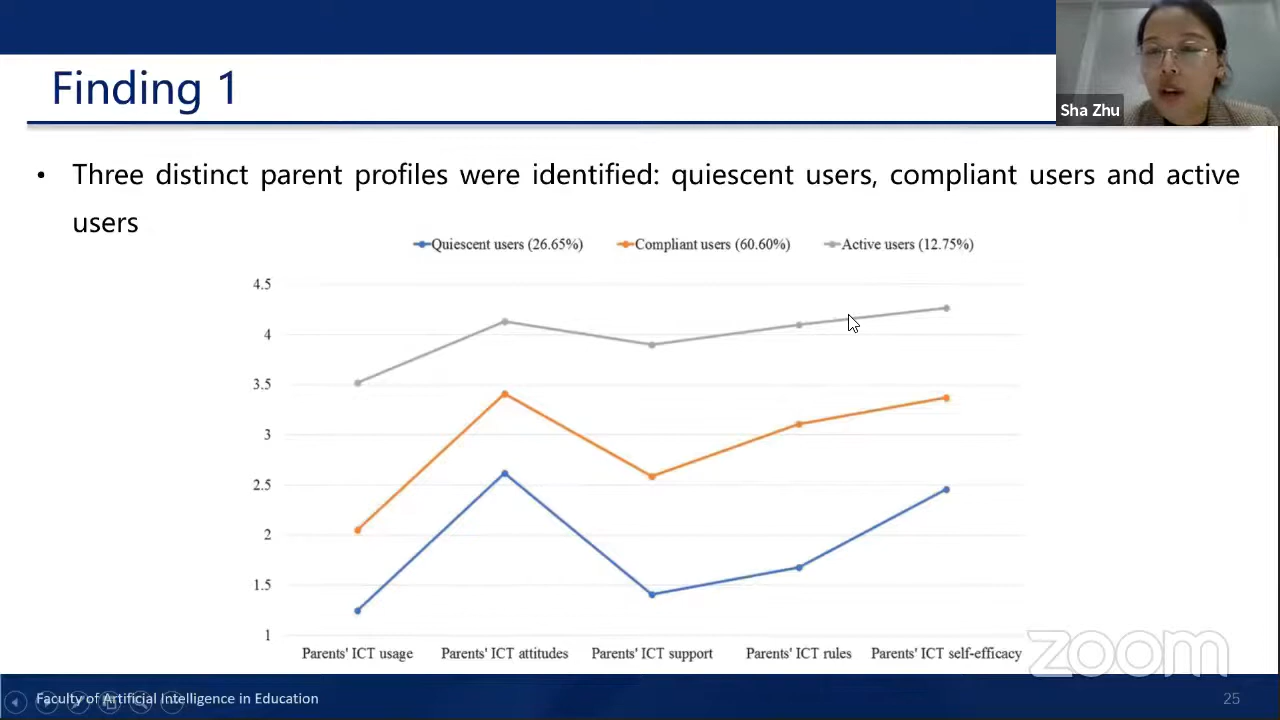 Finding 1
Sha Zhu
• Three distinct parent profiles were identified: quiescent users, compliant users and active
users
Quiescent users (26.65%) Compliant users (60.60%) Active users (12.75%)
4.5
4
3.5
3
2.5
2
1.5
1
Parents' ICT usage Parents' ICT attitudes Parents' ICT support Parents' ICT rules Parents' ICT self-efficacy
zoom
Faculty of Artificial Intelligence in Education
25